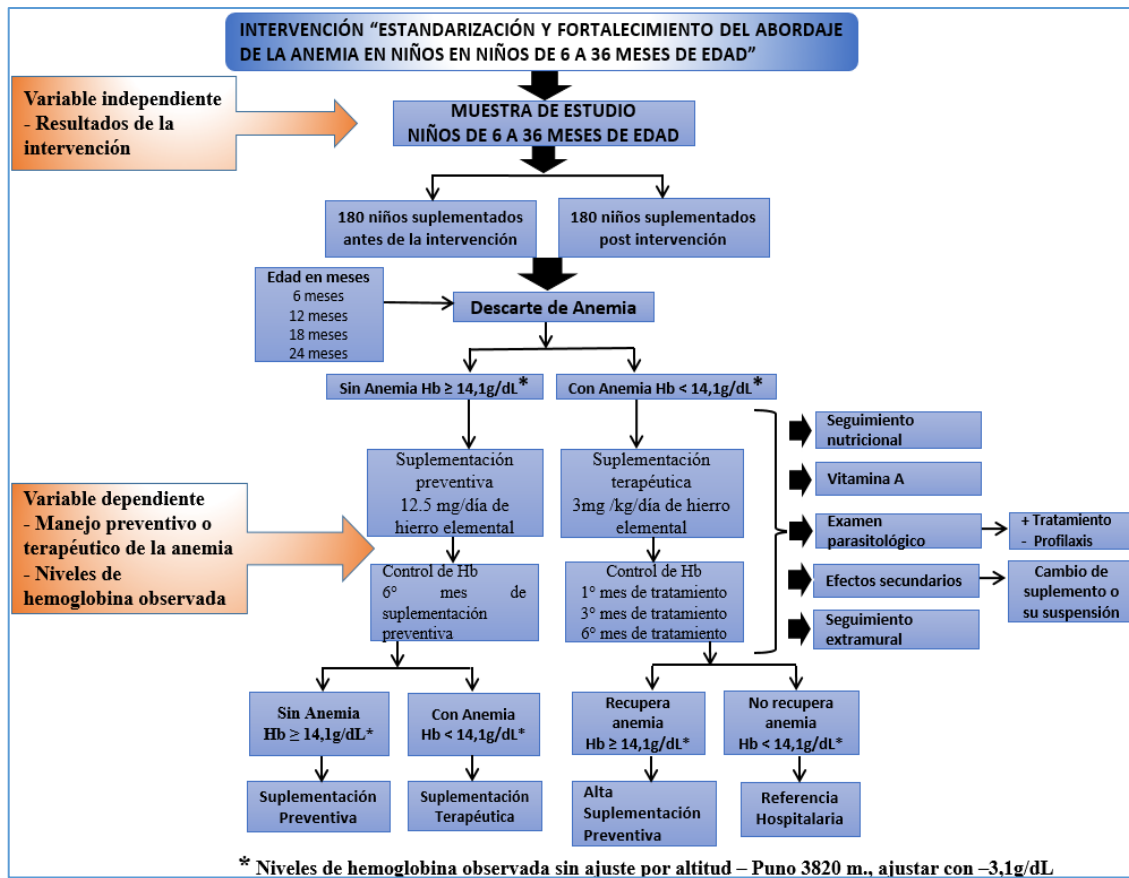 INTERVENCIÓN “ESTANDARIZACIÓN Y FORTALECIMIENTO DEL ABORDAJE
DE LA ANEMIA EN NIÑOS EN NIÑOS DE 6 A 36 MESES DE EDAD”
Variable independiente
- Resultados de la
intervención
MUESTRA DE ESTUDIO
NIÑOS DE 6 A 36 MESES DE EDAD
180 niños suplementados
antes de la intervención
180 niños suplementados
post intervención
Edad en meses
6 meses
12 meses
18 meses
24 meses
Descarte de Anemia
Sin Anemia Hb ≥ 14,1g/dL*
Con Anemia Hb < 14,1g/dL*
Variable dependiente
- Manejo preventivo o
terapéutico de la anemia
- Niveles de
hemoglobina observada
Suplementación
preventiva
12.5 mg/día de
hierro elemental
Suplementación
terapéutica
3mg /kg/día de hierro
elemental
Seguimiento
nutricional
Vitamina A
Examen
parasitológico
+ Tratamiento
- Profilaxis
Efectos secundarios
Cambio de
suplemento o
su suspensión
Seguimiento
extramural
Control de Hb
6° mes de
suplementación
preventiva
Control de Hb
1° mes de tratamiento
3° mes de tratamiento
6° mes de tratamiento
Sin Anemia
Hb ≥ 14,1g/dL*
Con Anemia
Hb < 14,1g/dL*
Recupera
anemia
Hb ≥ 14,1g/dL*
No recupera
anemia
Hb < 14,1g/dL*
Suplementación
Preventiva
Suplementación
Terapéutica
Alta
Suplementación
Preventiva
Referencia
Hospitalaria
* Niveles de hemoglobina observada sin ajuste por altitud – Puno 3820 m., ajustar con –3,1g/dL